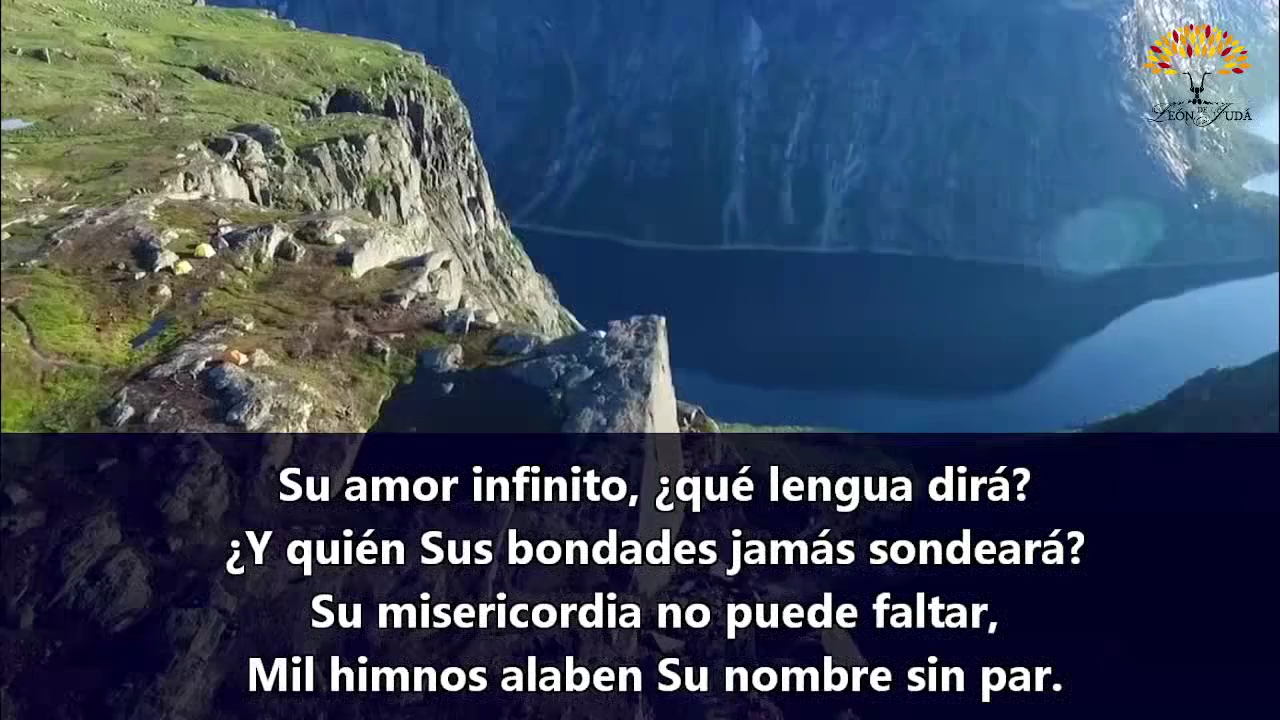 LEÓN DE JUDÁ
Su amor infinito, ¿qué lengua dirá?
¿Y quién Sus bondades jamás sondeará?
Su misericordia no puede faltar,
Mil himnos alaben Su nombre sin par.